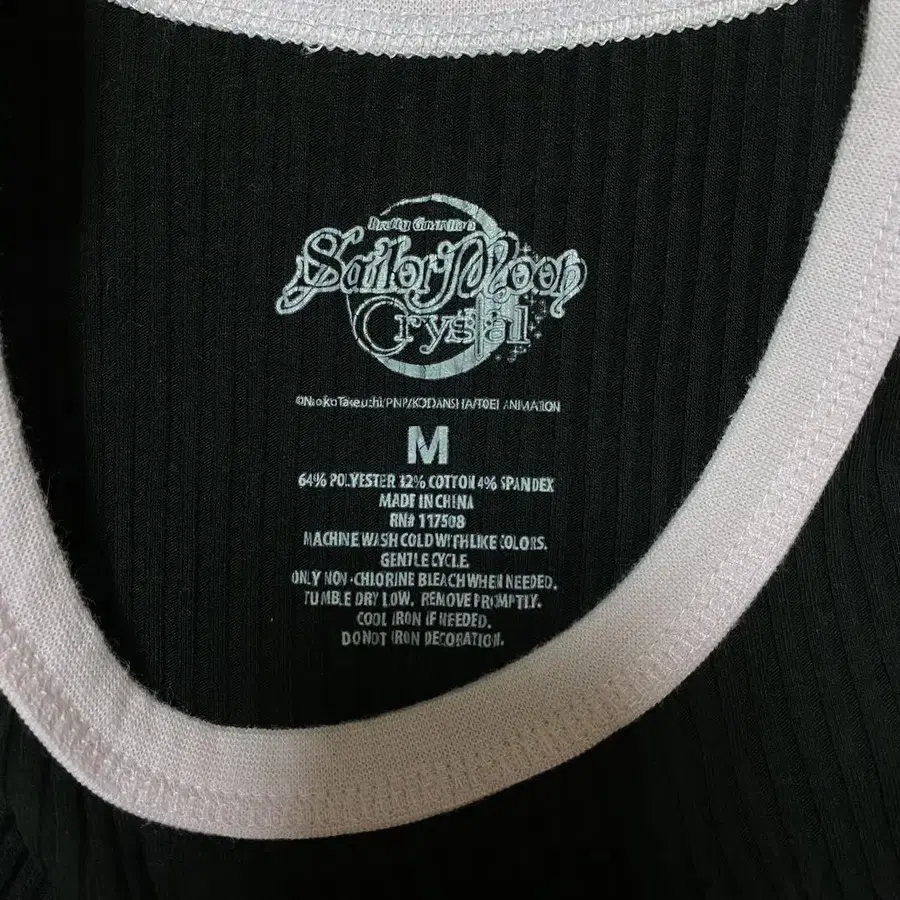 Pretty Guardian
Sailor Moon
Crystal
©Naoko Takeuchi/PNP/KODANSHA/TOEI ANIMATION
M
64% POLYESTER 32% COTTON 4% SPANDEX
MADE IN CHINA
RN# 117508
MACHINE WASH COLD WITH LIKE COLORS.
GENTLE CYCLE.
ONLY NON-CHLORINE BLEACH WHEN NEEDED.
TUMBLE DRY LOW. REMOVE PROMPTLY.
COOL IRON IF NEEDED.
DO NOT IRON DECORATION.